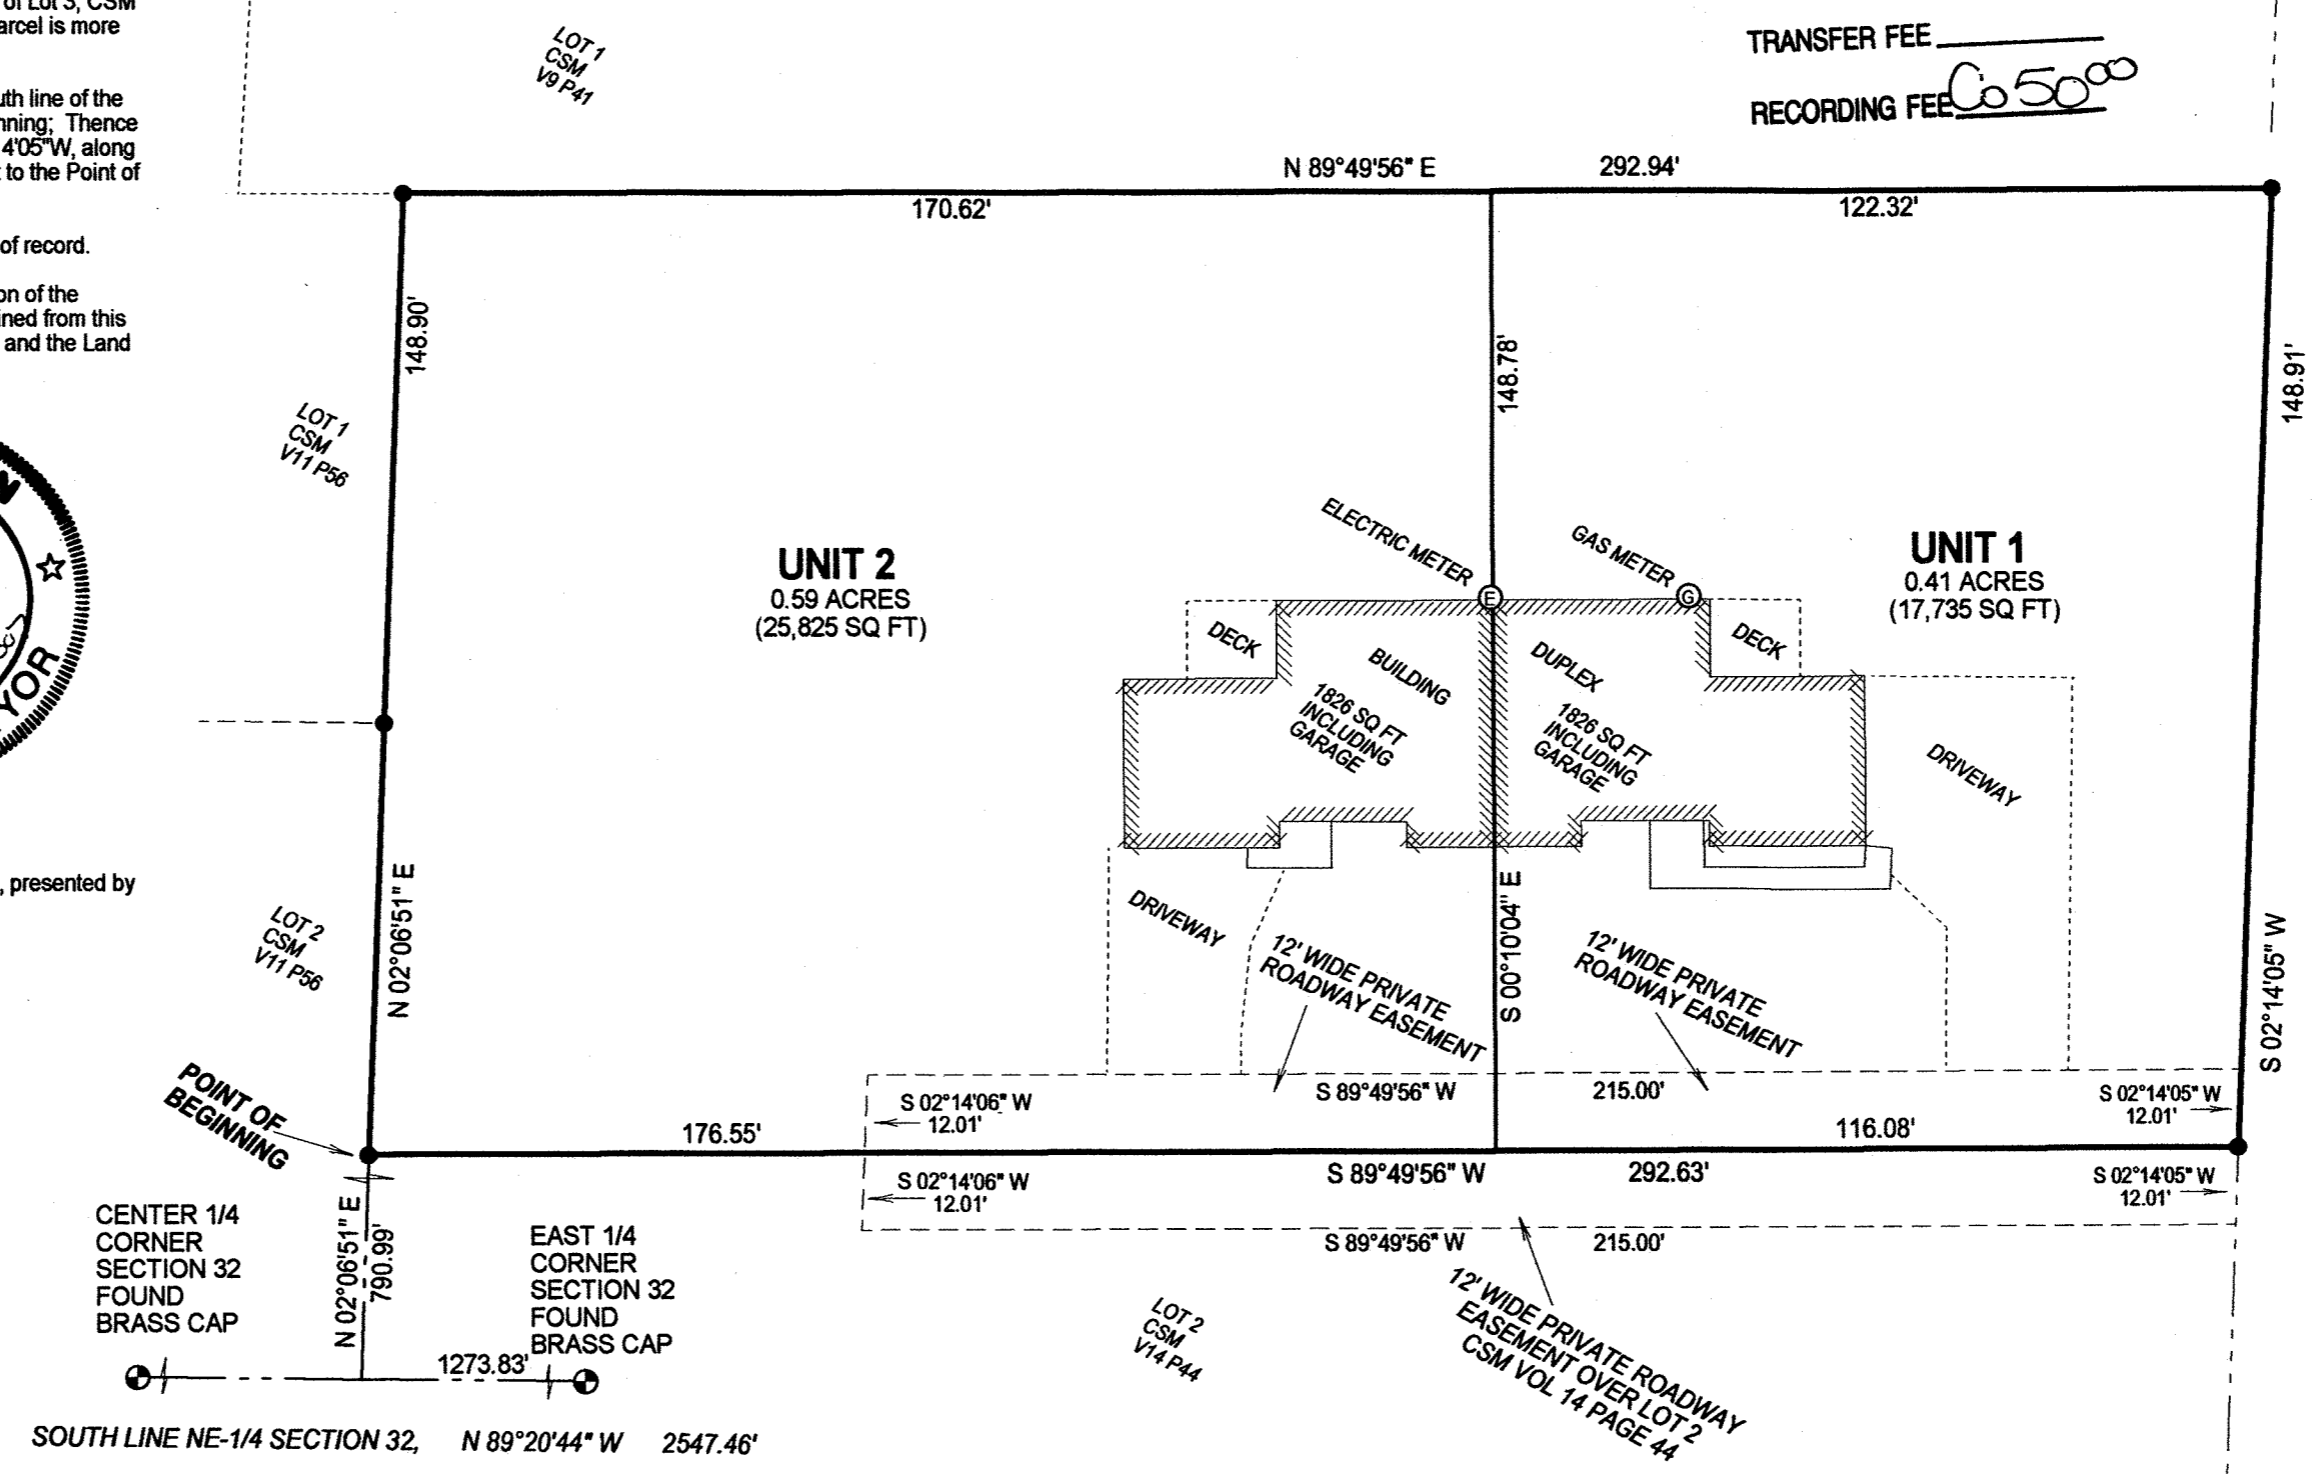 of Lot 3, CSM
arcel is more
uth line of the
nning; Thence
4'05"W, along
t to the Point of
of record.
on of the
ined from this
and the Land
YOR
, presented by
LOT 1
CSM
V9 P41
TRANSFER FEE
RECORDING FEE Co 50 00
N 89°49'56" E 292.94'
170.62'
122.32'
148.90'
148.78'
148.91'
LOT 1
CSM
V11 P56
ELECTRIC METER
E
GAS METER
G
UNIT 2
0.59 ACRES
(25,825 SQ FT)
UNIT 1
0.41 ACRES
(17,735 SQ FT)
DECK
BUILDING
1826 SQ FT
INCLUDING
GARAGE
DUPLEX
1826 SQ FT
INCLUDING
GARAGE
DECK
DRIVEWAY
N 02°06'51" E
LOT 2
CSM
V11 P56
DRIVEWAY
12' WIDE PRIVATE
ROADWAY EASEMENT
S 00°10'04" E
12' WIDE PRIVATE
ROADWAY EASEMENT
S 02°14'05" W
POINT OF
BEGINNING
S 02°14'06" W
12.01'
S 89°49'56" W 215.00'
S 02°14'05" W
12.01'
176.55'
116.08'
S 02°14'06" W
12.01'
S 89°49'56" W 292.63'
S 02°14'05" W
12.01'
S 89°49'56" W 215.00'
CENTER 1/4
CORNER
SECTION 32
FOUND
BRASS CAP
N 02°06'51" E
790.99'
EAST 1/4
CORNER
SECTION 32
FOUND
BRASS CAP
1273.83'
LOT 2
CSM
V14 P44
12' WIDE PRIVATE ROADWAY
EASEMENT OVER LOT 2
CSM VOL 14 PAGE 44
SOUTH LINE NE-1/4 SECTION 32, N 89°20'44" W 2547.46'